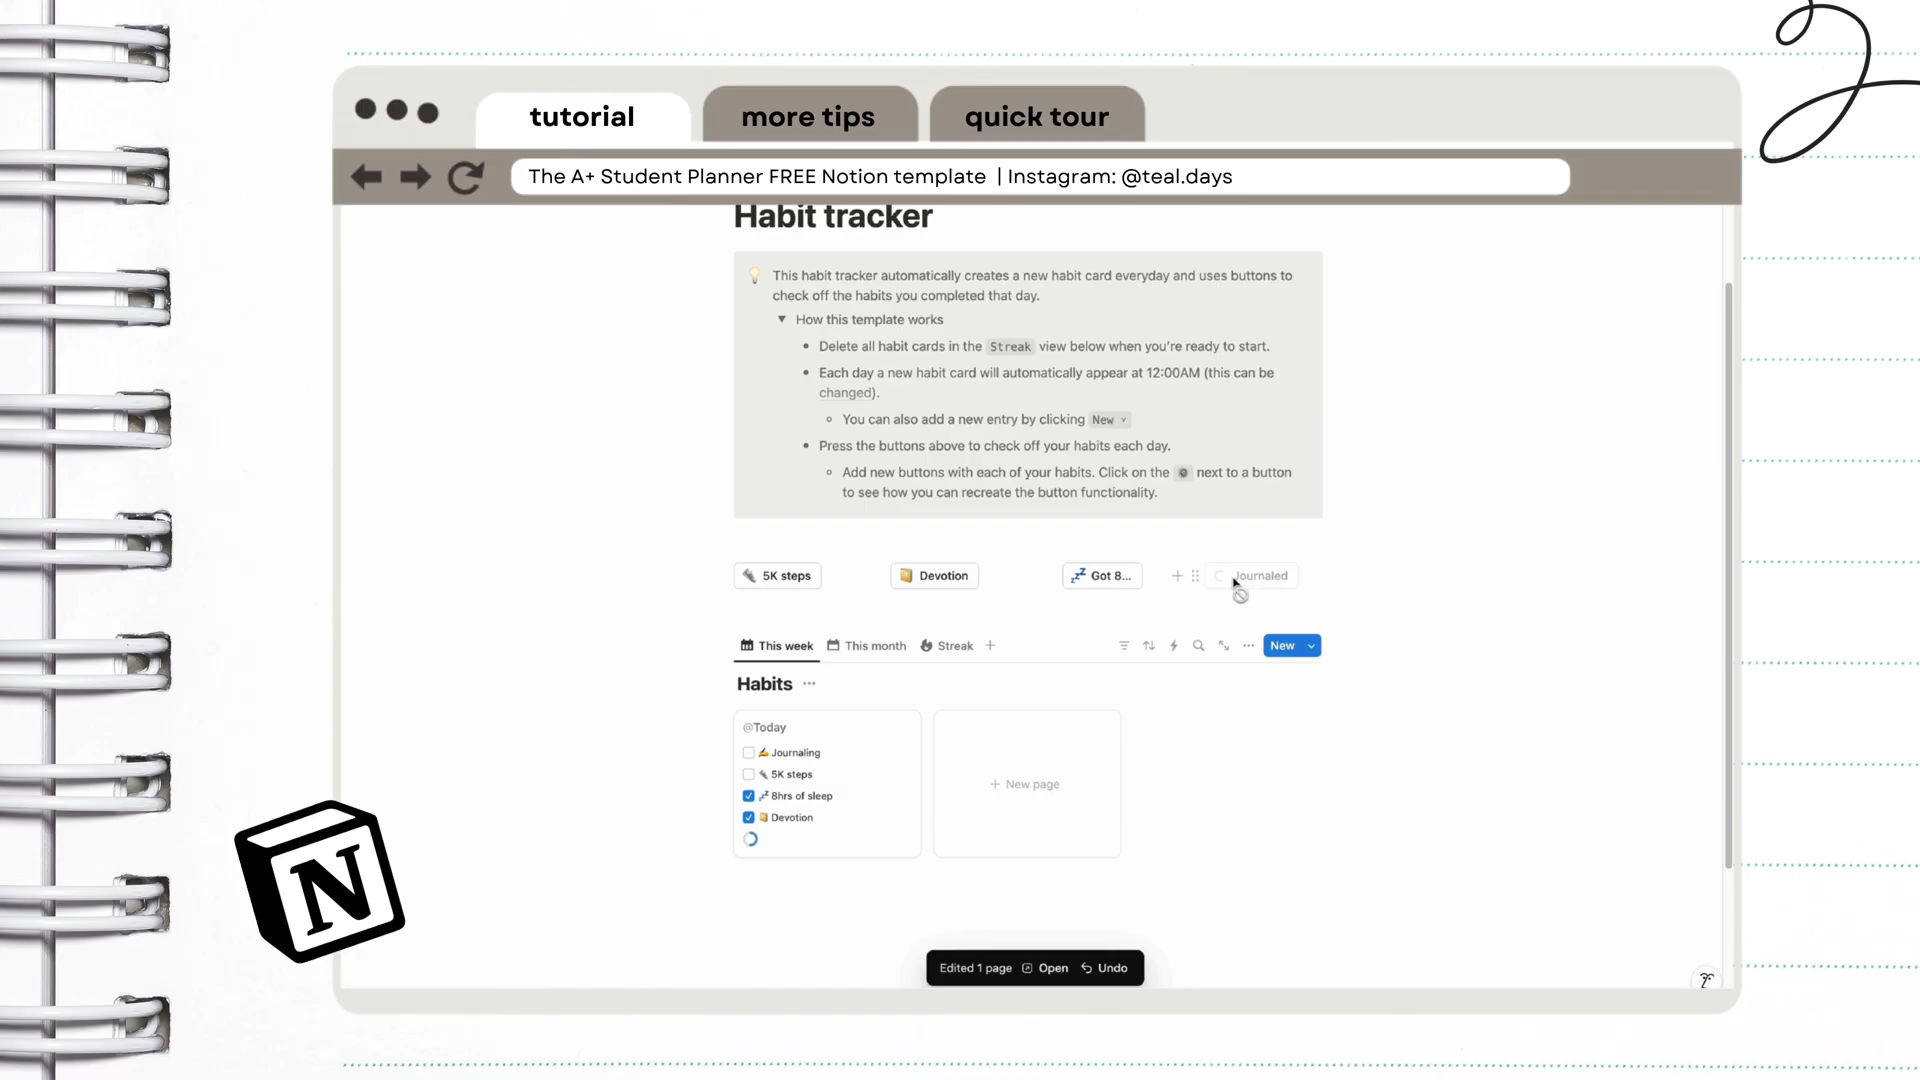 tutorial
more tips
quick tour
The A+ Student Planner FREE Notion template | Instagram: @teal.days
Habit tracker
This habit tracker automatically creates a new habit card everyday and uses buttons to
check off the habits you completed that day.
How this template works
Delete all habit cards in the Streak view below when you're ready to start.
Each day a new habit card will automatically appear at 12:00AM (this can be
changed).
You can also add a new entry by clicking New
Press the buttons above to check off your habits each day.
Add new buttons with each of your habits. Click on the next to a button
to see how you can recreate the button functionality.
5K steps
Devotion
Got 8...
Journaled
This week
This month
Streak
New
Habits
@Today
Journaling
5K steps
8hrs of sleep
Devotion
+ New page
N
Edited 1 page Open Undo